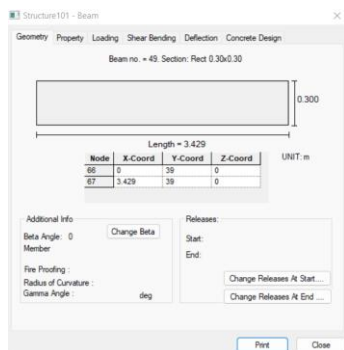 Structure101 - Beam
Geometry Property Loading Shear Bending Deflection Concrete Design
Beam no. = 49. Section: Rect 0.30x0.30
0.300
Length = 3.429
Node X-Coord Y-Coord Z-Coord UNIT: m
66 0 39 0
67 3.429 39 0
Additional Info
Beta Angle: 0 Change Beta
Member
Fire Proofing :
Radius of Curvature :
Gamma Angle : deg
Releases:
Start:
End:
Change Releases At Start....
Change Releases At End ....
Print Close